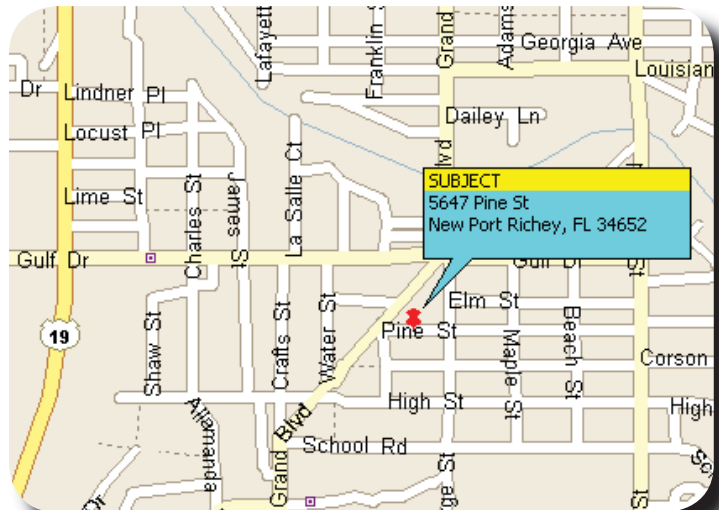 Lafayett
Franklin S
Grand
Adams
Georgia Ave
Louisian
Dr
Lindner Pl
Dailey Ln
Locust Pl
Blvd
La Salle Ct
SUBJECT
5647 Pine St
New Port Richey, FL 34652
Lime St
Charles St
James St
Gulf Dr
Gulf Dr
St
Elm St
19
Shaw St
Crafts St
Water St
Pine St
Maple St
Beach St
Corson
High St
High
Allamanda
Grand Blvd
School Rd
Sc
Dr
ge St
St